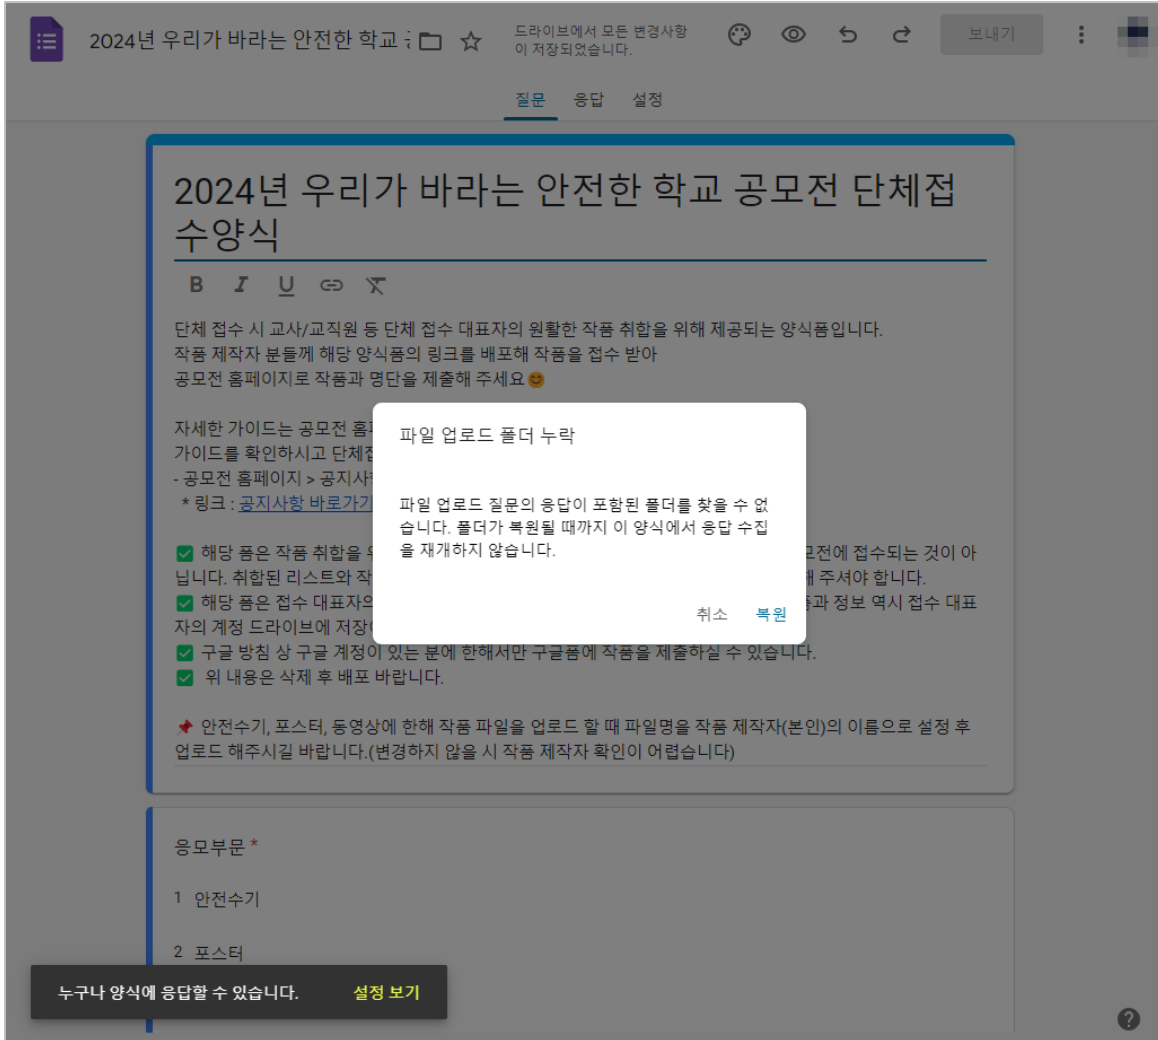 2024년 우리가 바라는 안전한 학교
드라이브에서 모든 변경사항
이 저장되었습니다.
보내기
질문 응답 설정
2024년 우리가 바라는 안전한 학교 공모전 단체접
수양식
B I U
단체 접수 시 교사/교직원 등 단체 접수 대표자의 원활한 작품 취합을 위해 제공되는 양식폼입니다.
작품 제작자 분들께 해당 양식폼의 링크를 배포해 작품을 접수 받아
공모전 홈페이지로 작품과 명단을 제출해 주세요😊
자세한 가이드는 공모전
가이드를 확인하시고
- 공모전 홈페이지 > 공지사항
* 링크 : 공지사항 바로가기
✅ 해당 폼은 작품 취합을 모전에 접수되는 것이 아
닙니다. 취합된 리스트와 해 주셔야 합니다.
✅ 해당 폼은 접수 대표자의 정보 역시 접수 대표
자의 계정 드라이브에
✅ 구글 방침 상 구글 계정이 있는 분에 한해서만 구글폼에 작품을 제출하실 수 있습니다.
✅ 위 내용은 삭제 후 배포 바랍니다.
📌 안전수기, 포스터, 동영상에 한해 작품 파일을 업로드 할 때 파일명을 작품 제작자(본인)의 이름으로 설정 후
업로드 해주시길 바랍니다.(변경하지 않을 시 작품 제작자 확인이 어렵습니다)
파일 업로드 폴더 누락
파일 업로드 질문의 응답이 포함된 폴더를 찾을 수 없
습니다. 폴더가 복원될 때까지 이 양식에서 응답 수집
을 재개하지 않습니다.
취소 복원
응모부문 *
1 안전수기
2 포스터
누구나 양식에 응답할 수 있습니다. 설정 보기